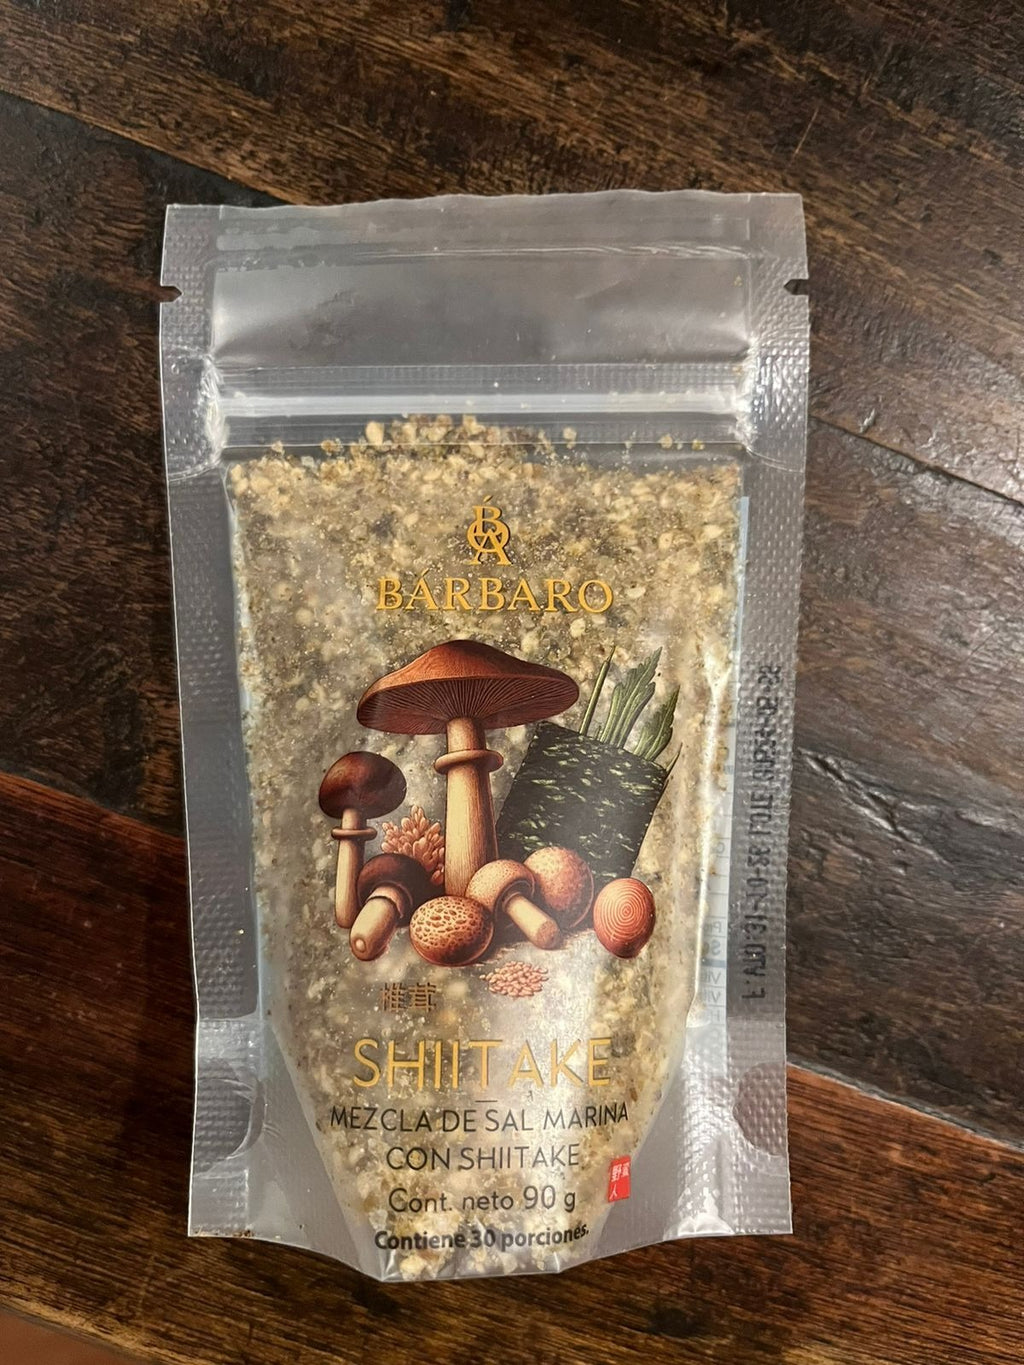 BÁRBARO
椎茸
SHIITAKE
MEZCLA DE SAL MARINA
CON SHIITAKE
Cont. neto 90 g
Contiene 30 porciones.